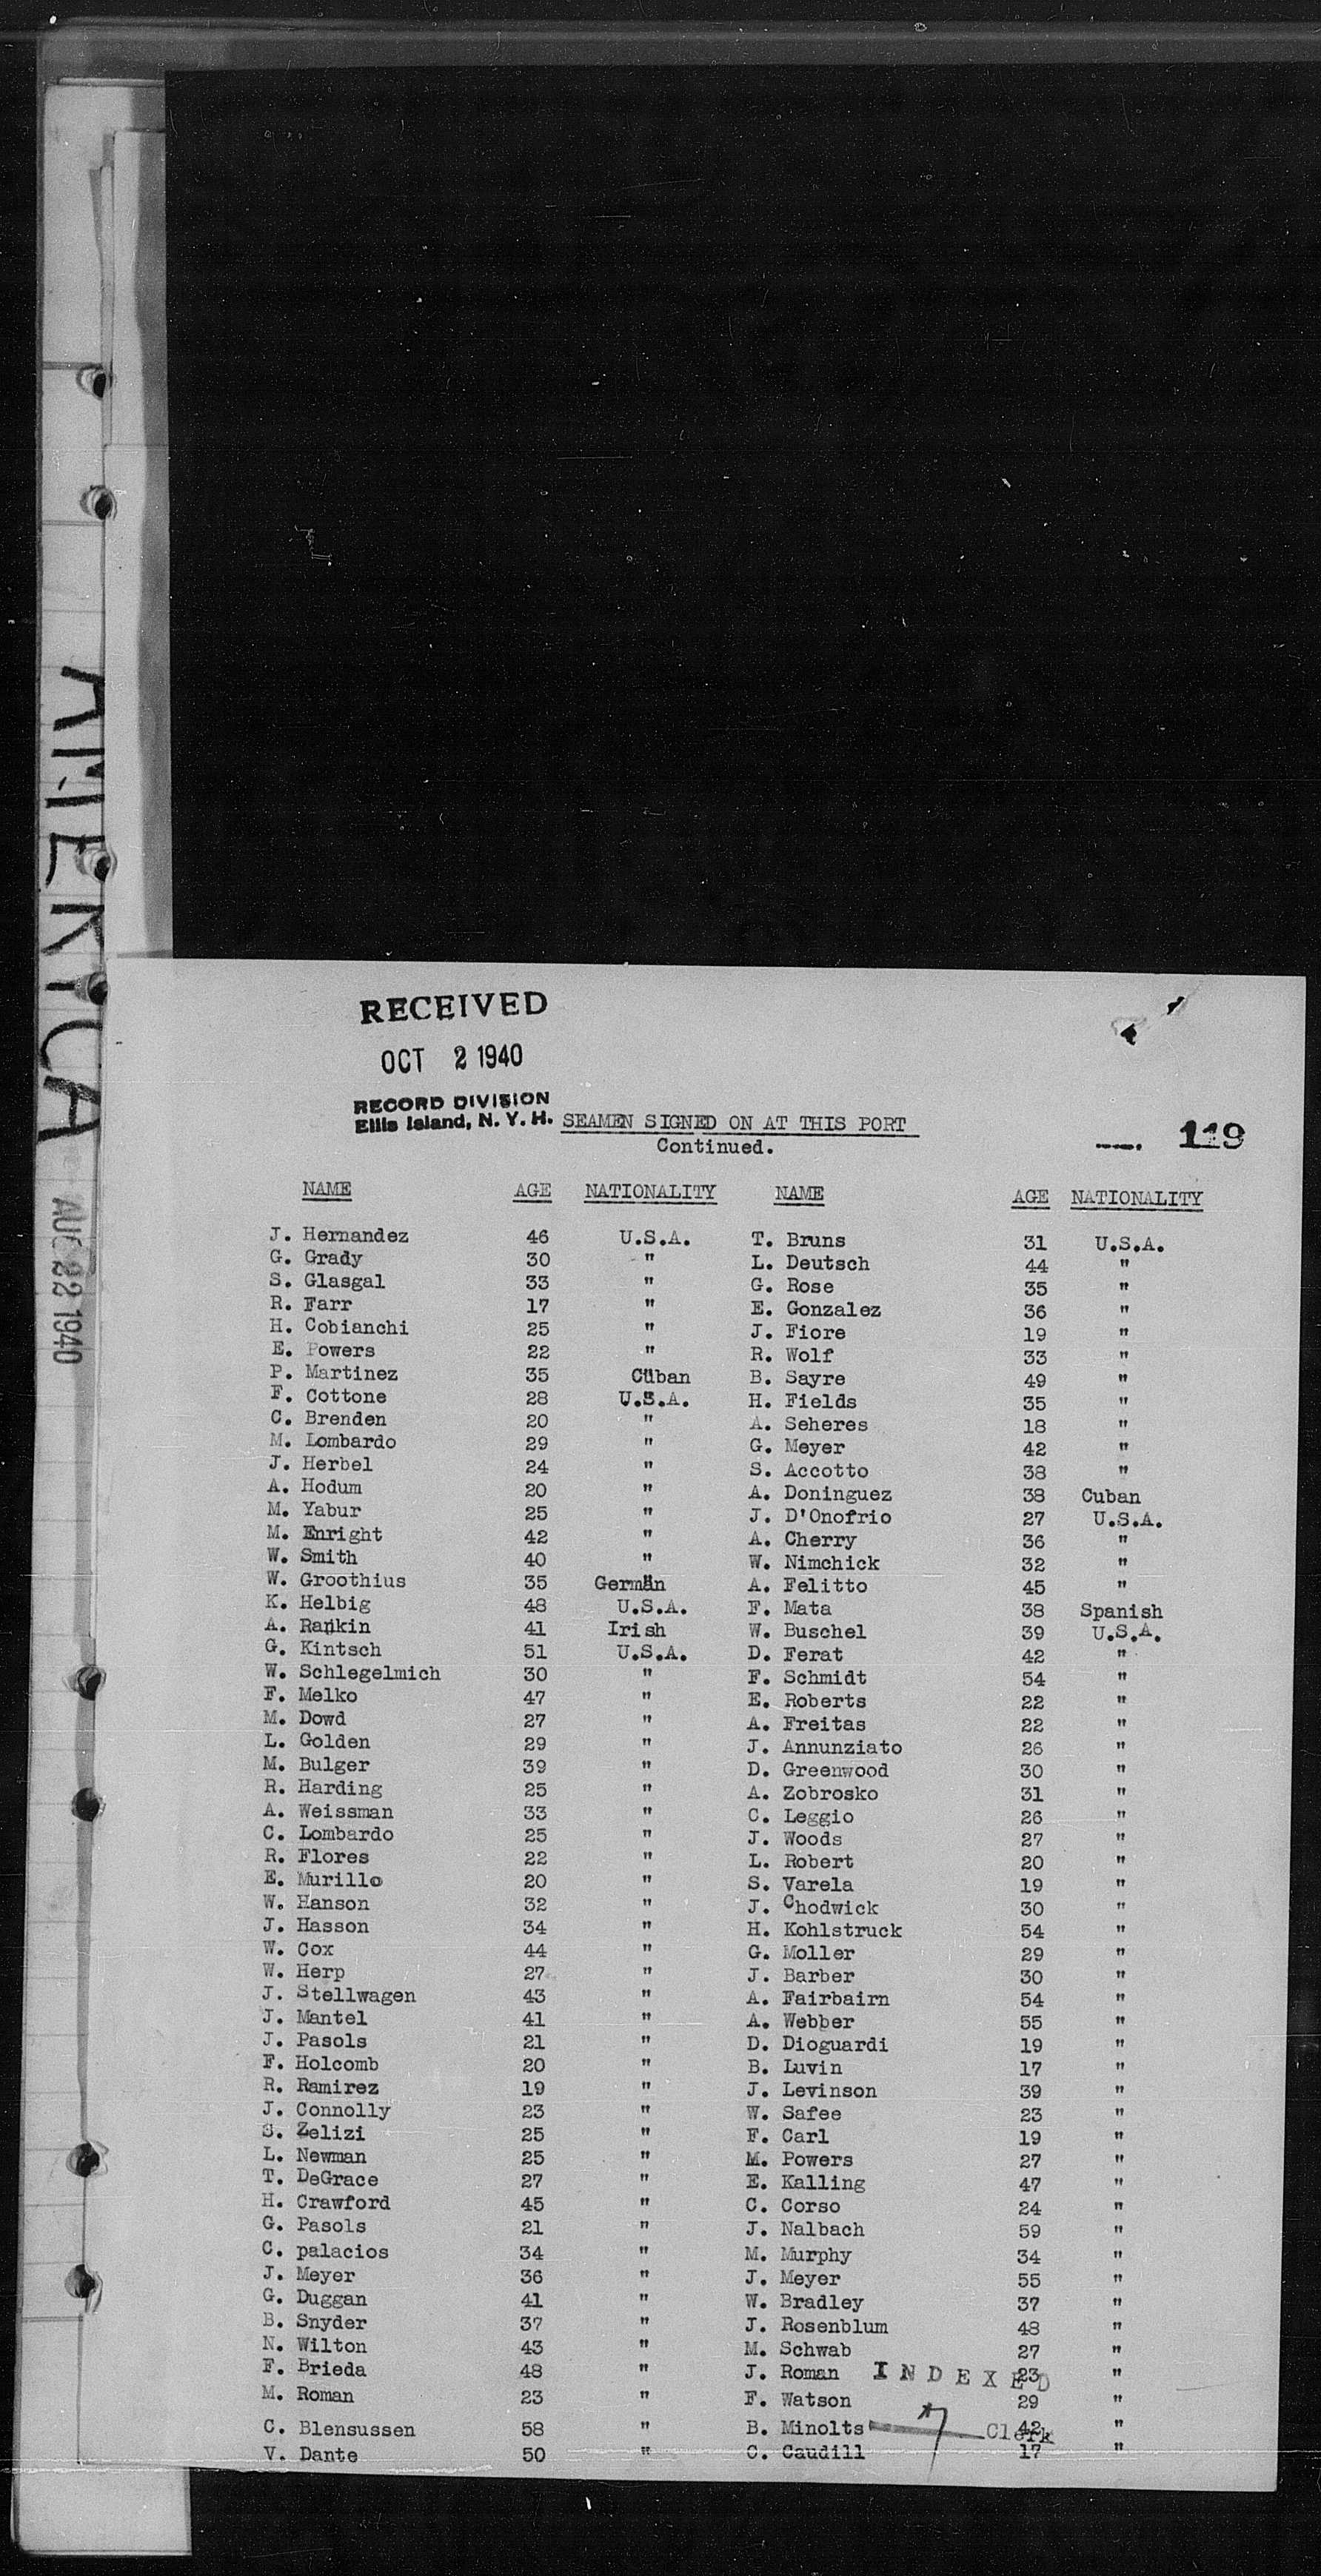 AMERICA
AUG 22 1940
RECEIVED
OCT 2 1940
RECORD DIVISION
Ellis Island, N. Y. H.
SEAMEN SIGNED ON AT THIS PORT
Continued.
119
NAME AGE NATIONALITY NAME AGE NATIONALITY
J. Hernandez 46 U.S.A. T. Bruns 31 U.S.A.
G. Grady 30 " L. Deutsch 44 "
S. Glasgal 33 " G. Rose 35 "
R. Farr 17 " E. Gonzalez 36 "
H. Cobianchi 25 " J. Fiore 19 "
E. Powers 22 " R. Wolf 33 "
P. Martinez 35 Cuban B. Sayre 49 "
F. Cottone 28 U.S.A. H. Fields 35 "
C. Brenden 20 " A. Seheres 18 "
M. Lombardo 29 " G. Meyer 42 "
J. Herbel 24 " S. Accotto 38 "
A. Hodum 20 " A. Doninguez 38 Cuban
M. Yabur 25 " J. D'Onofrio 27 U.S.A.
M. Enright 42 " A. Cherry 36 "
W. Smith 40 " W. Nimchick 32 "
W. Groothius 35 German A. Felitto 45 "
K. Helbig 48 U.S.A. F. Mata 38 Spanish
A. Rankin 41 Irish W. Buschel 39 U.S.A.
G. Kintsch 51 U.S.A. D. Ferat 42 "
W. Schlegelmich 30 " F. Schmidt 54 "
F. Melko 47 " E. Roberts 22 "
M. Dowd 27 " A. Freitas 22 "
L. Golden 29 " J. Annunziato 26 "
M. Bulger 39 " D. Greenwood 30 "
R. Harding 25 " A. Zobrosko 31 "
A. Weissman 33 " C. Leggio 26 "
C. Lombardo 25 " J. Woods 27 "
R. Flores 22 " L. Robert 20 "
E. Murillo 20 " S. Varela 19 "
W. Hanson 32 " J. Chodwick 30 "
J. Hasson 34 " H. Kohlstruck 54 "
W. Cox 44 " G. Moller 29 "
W. Herp 27 " J. Barber 30 "
J. Stellwagen 43 " A. Fairbairn 54 "
J. Mantel 41 " A. Webber 55 "
J. Pasols 21 " D. Dioguardi 19 "
F. Holcomb 20 " B. Luvin 17 "
R. Ramirez 19 " J. Levinson 39 "
J. Connolly 23 " W. Safee 23 "
S. Zelizi 25 " F. Carl 19 "
L. Newman 25 " M. Powers 27 "
T. DeGrace 27 " E. Kalling 47 "
H. Crawford 45 " C. Corso 24 "
G. Pasols 21 " J. Nalbach 59 "
C. palacios 34 " M. Murphy 34 "
J. Meyer 36 " J. Meyer 55 "
G. Duggan 41 " W. Bradley 37 "
B. Snyder 37 " J. Rosenblum 48 "
N. Wilton 43 " M. Schwab 27 "
F. Brieda 48 " J. Roman INDEXED 23 "
M. Roman 23 " F. Watson 29 "
C. Blensussen 58 " B. Minolts Clerk 42 "
V. Dante 50 " C. Caudill 17 "